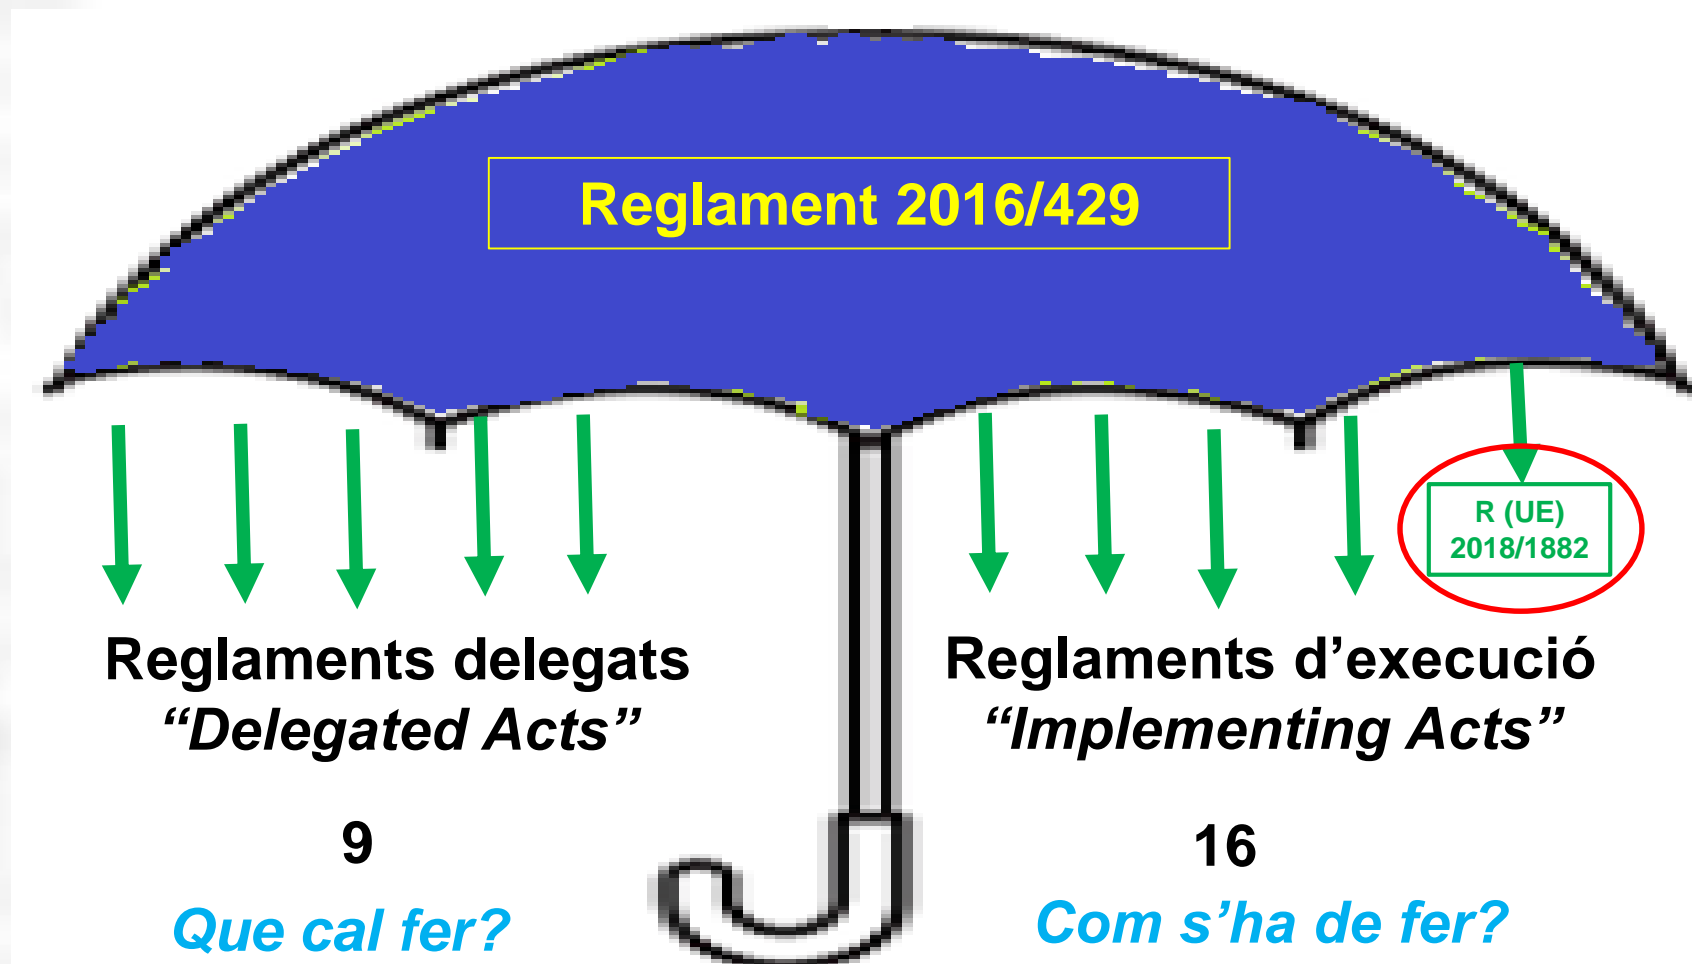 Reglament 2016/429
R (UE)
2018/1882
Reglaments delegats
“Delegated Acts”
9
Que cal fer?
Reglaments d’execució
“Implementing Acts”
16
Com s’ha de fer?